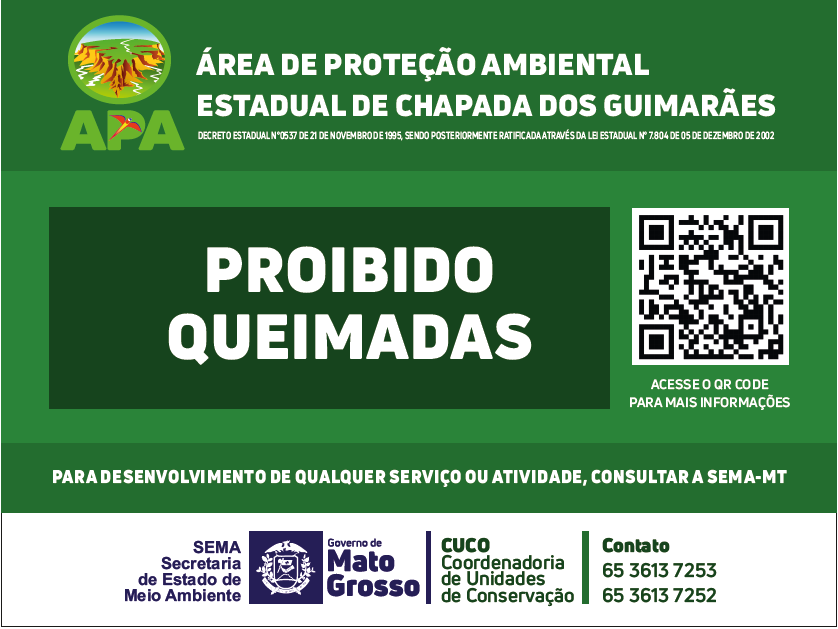 APA
ÁREA DE PROTEÇÃO AMBIENTAL
ESTADUAL DE CHAPADA DOS GUIMARÃES
DECRETO ESTADUAL Nº0537 DE 21 DE NOVEMBRO DE 1995, SENDO POSTERIORMENTE RATIFICADA ATRAVÉS DA LEI ESTADUAL Nº 7.804 DE 05 DE DEZEMBRO DE 2002
PROIBIDO
QUEIMADAS
ACESSE O QR CODE
PARA MAIS INFORMAÇÕES
PARA DESENVOLVIMENTO DE QUALQUER SERVIÇO OU ATIVIDADE, CONSULTAR A SEMA-MT
SEMA
Secretaria
de Estado de
Meio Ambiente
Governo de
Mato
Grosso
CUCO
Coordenadoria
de Unidades
de Conservação
Contato
65 3613 7253
65 3613 7252